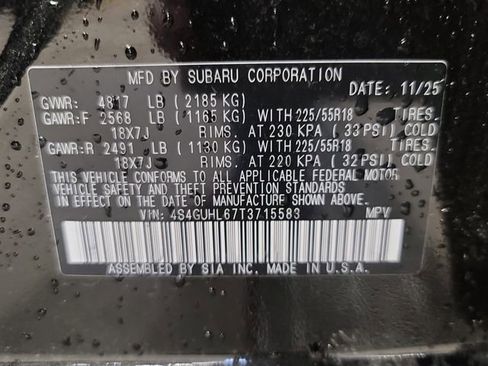 MFD BY SUBARU CORPORATION
DATE: 11/25
GVWR: 4817 LB (2185 KG)
GAWR:F 2568 LB (1165 KG) WITH 225/55R18 TIRES.
18X7J RIMS. AT 230 KPA (33 PSI) COLD
GAWR:R 2491 LB (1130 KG) WITH 225/55R18 TIRES.
18X7J RIMS. AT 220 KPA (32 PSI) COLD
THIS VEHICLE CONFORMS TO ALL APPLICABLE FEDERAL MOTOR
VEHICLE SAFETY AND THEFT PREVENTION STANDARDS
IN EFFECT ON THE DATE OF MANUFACTURE SHOWN ABOVE.
VIN: 4S4GUHL67T3715583 MPV
ASSEMBLED BY SIA INC. MADE IN U.S.A.